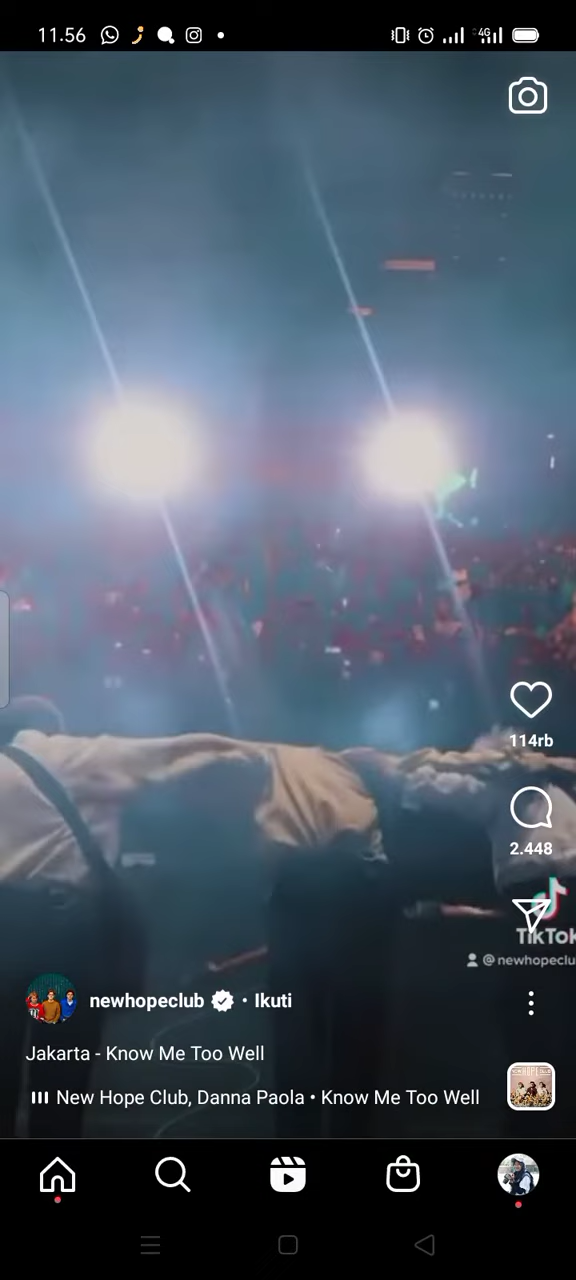 11.56
4G
114rb
2.448
TikTok
@newhopeclu
newhopeclub • Ikuti
Jakarta - Know Me Too Well
New Hope Club, Danna Paola • Know Me Too Well